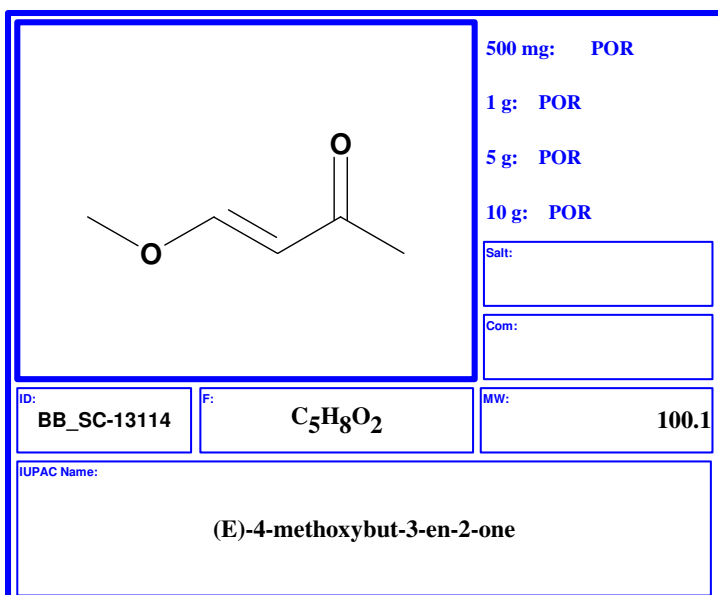 O
O
500 mg: POR
1 g: POR
5 g: POR
10 g: POR
Salt:
Com:
ID:
BB_SC-13114
F:
C5H8O2
MW:
100.1
IUPAC Name:
(E)-4-methoxybut-3-en-2-one